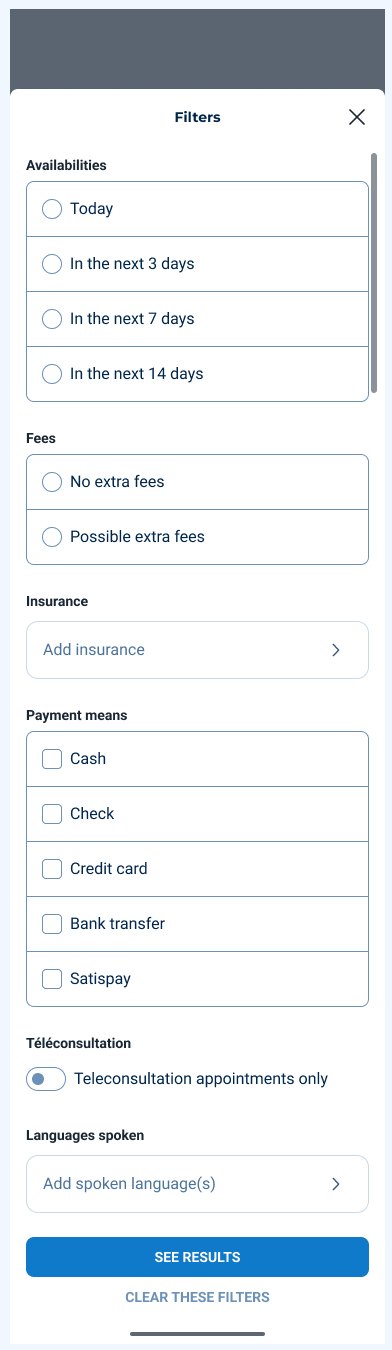 Filters
Availabilities
Today
In the next 3 days
In the next 7 days
In the next 14 days
Fees
No extra fees
Possible extra fees
Insurance
Add insurance
Payment means
Cash
Check
Credit card
Bank transfer
Satispay
Téléconsultation
Teleconsultation appointments only
Languages spoken
Add spoken language(s)
SEE RESULTS
CLEAR THESE FILTERS